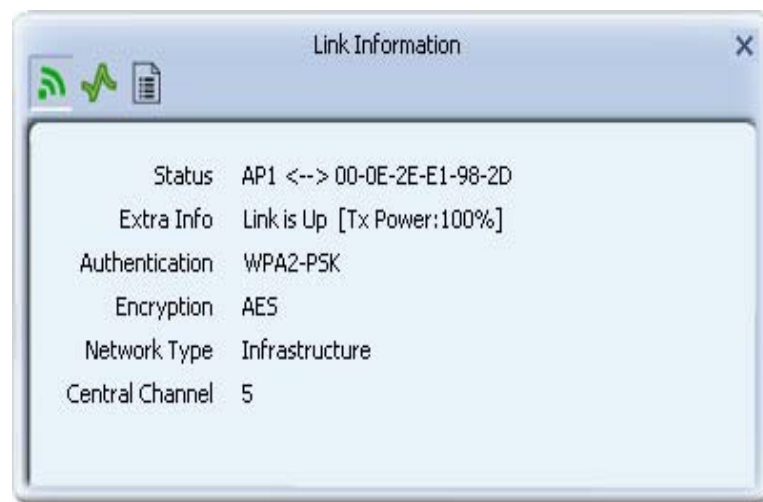 Link Information
Status AP1 <--> 00-0E-2E-E1-98-2D
Extra Info Link is Up [Tx Power:100%]
Authentication WPA2-PSK
Encryption AES
Network Type Infrastructure
Central Channel 5